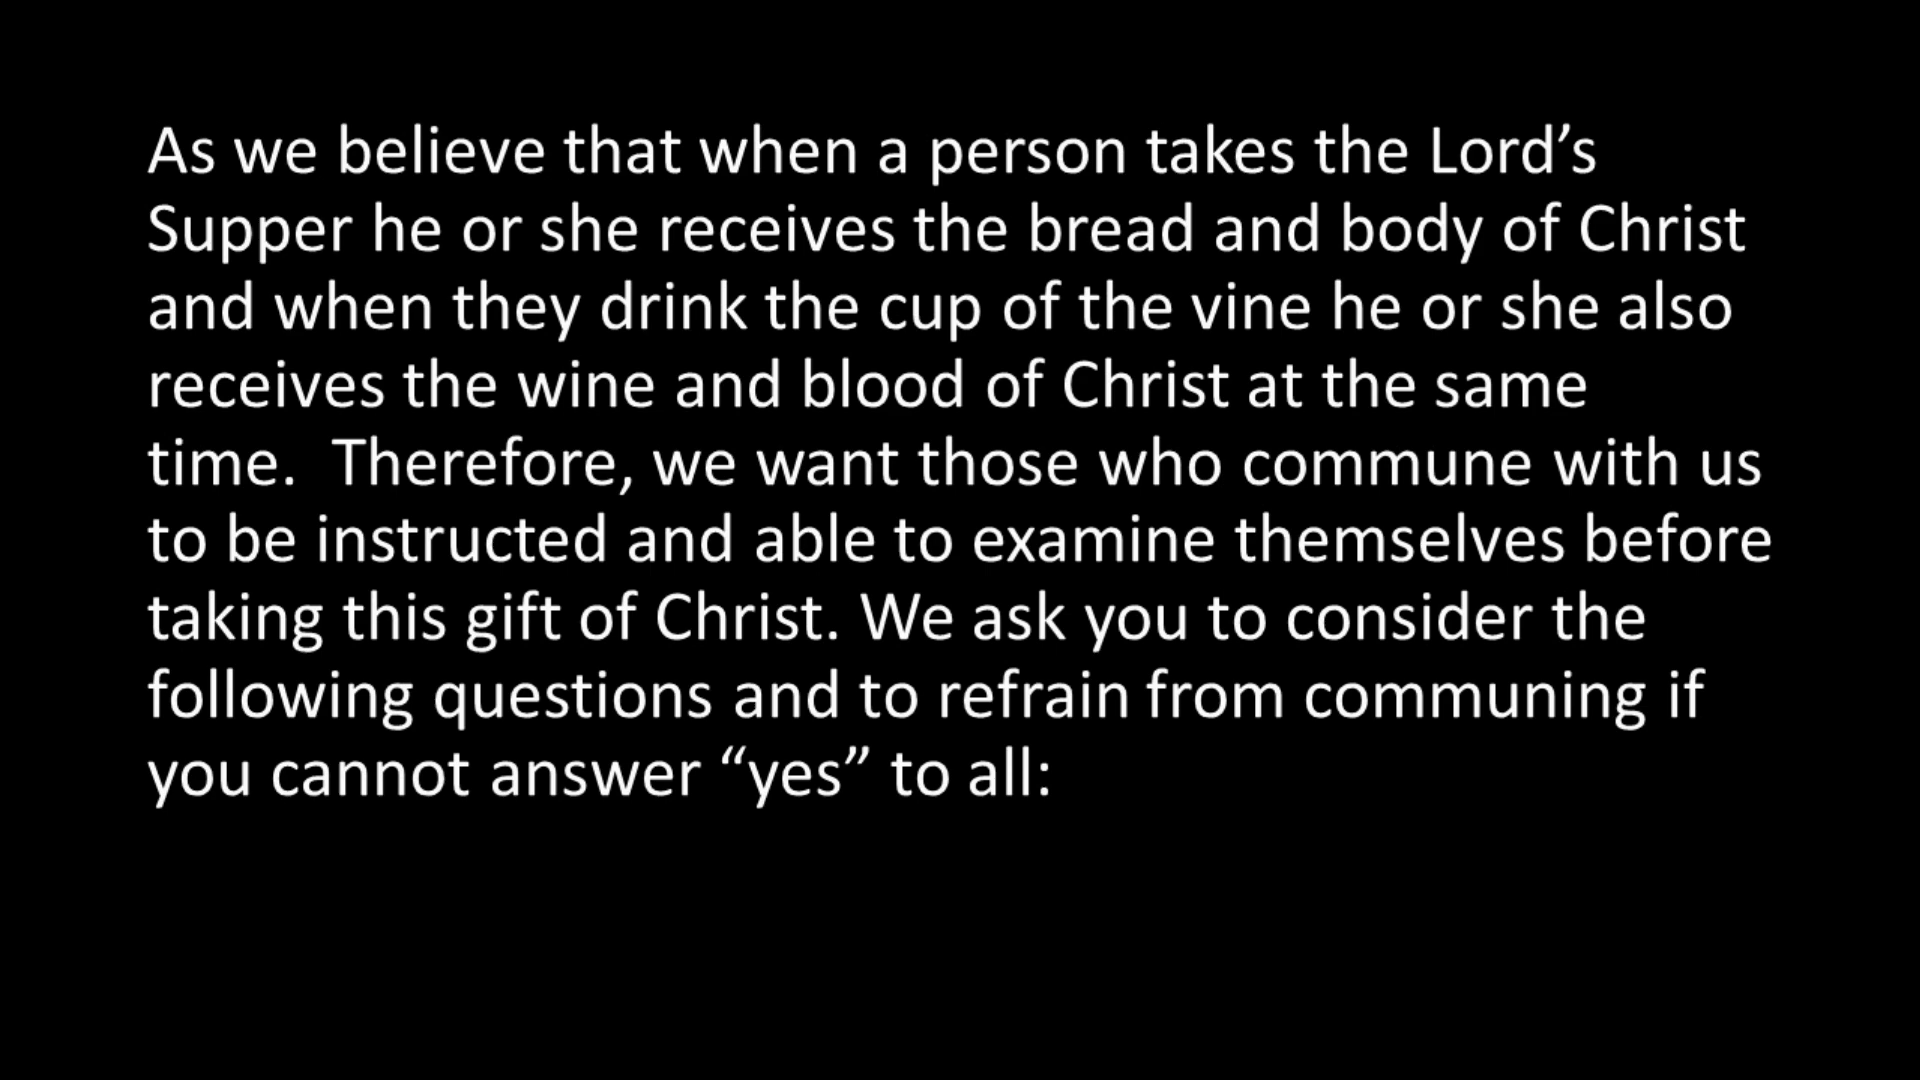 As we believe that when a person takes the Lord’s
Supper he or she receives the bread and body of Christ
and when they drink the cup of the vine he or she also
receives the wine and blood of Christ at the same
time.  Therefore, we want those who commune with us
to be instructed and able to examine themselves before
taking this gift of Christ. We ask you to consider the
following questions and to refrain from communing if
you cannot answer “yes” to all: